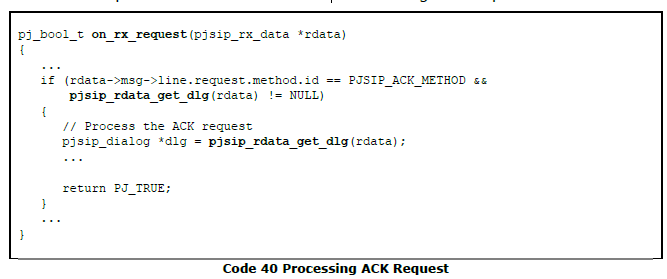 pj_bool_t on_rx_request(pjsip_rx_data *rdata)
{
...
if (rdata->msg->line.request.method.id == PJSIP_ACK_METHOD &&
pjsip_rdata_get_dlg(rdata) != NULL)
{
// Process the ACK request
pjsip_dialog *dlg = pjsip_rdata_get_dlg(rdata);
...
return PJ_TRUE;
}
...
}
Code 40 Processing ACK Request